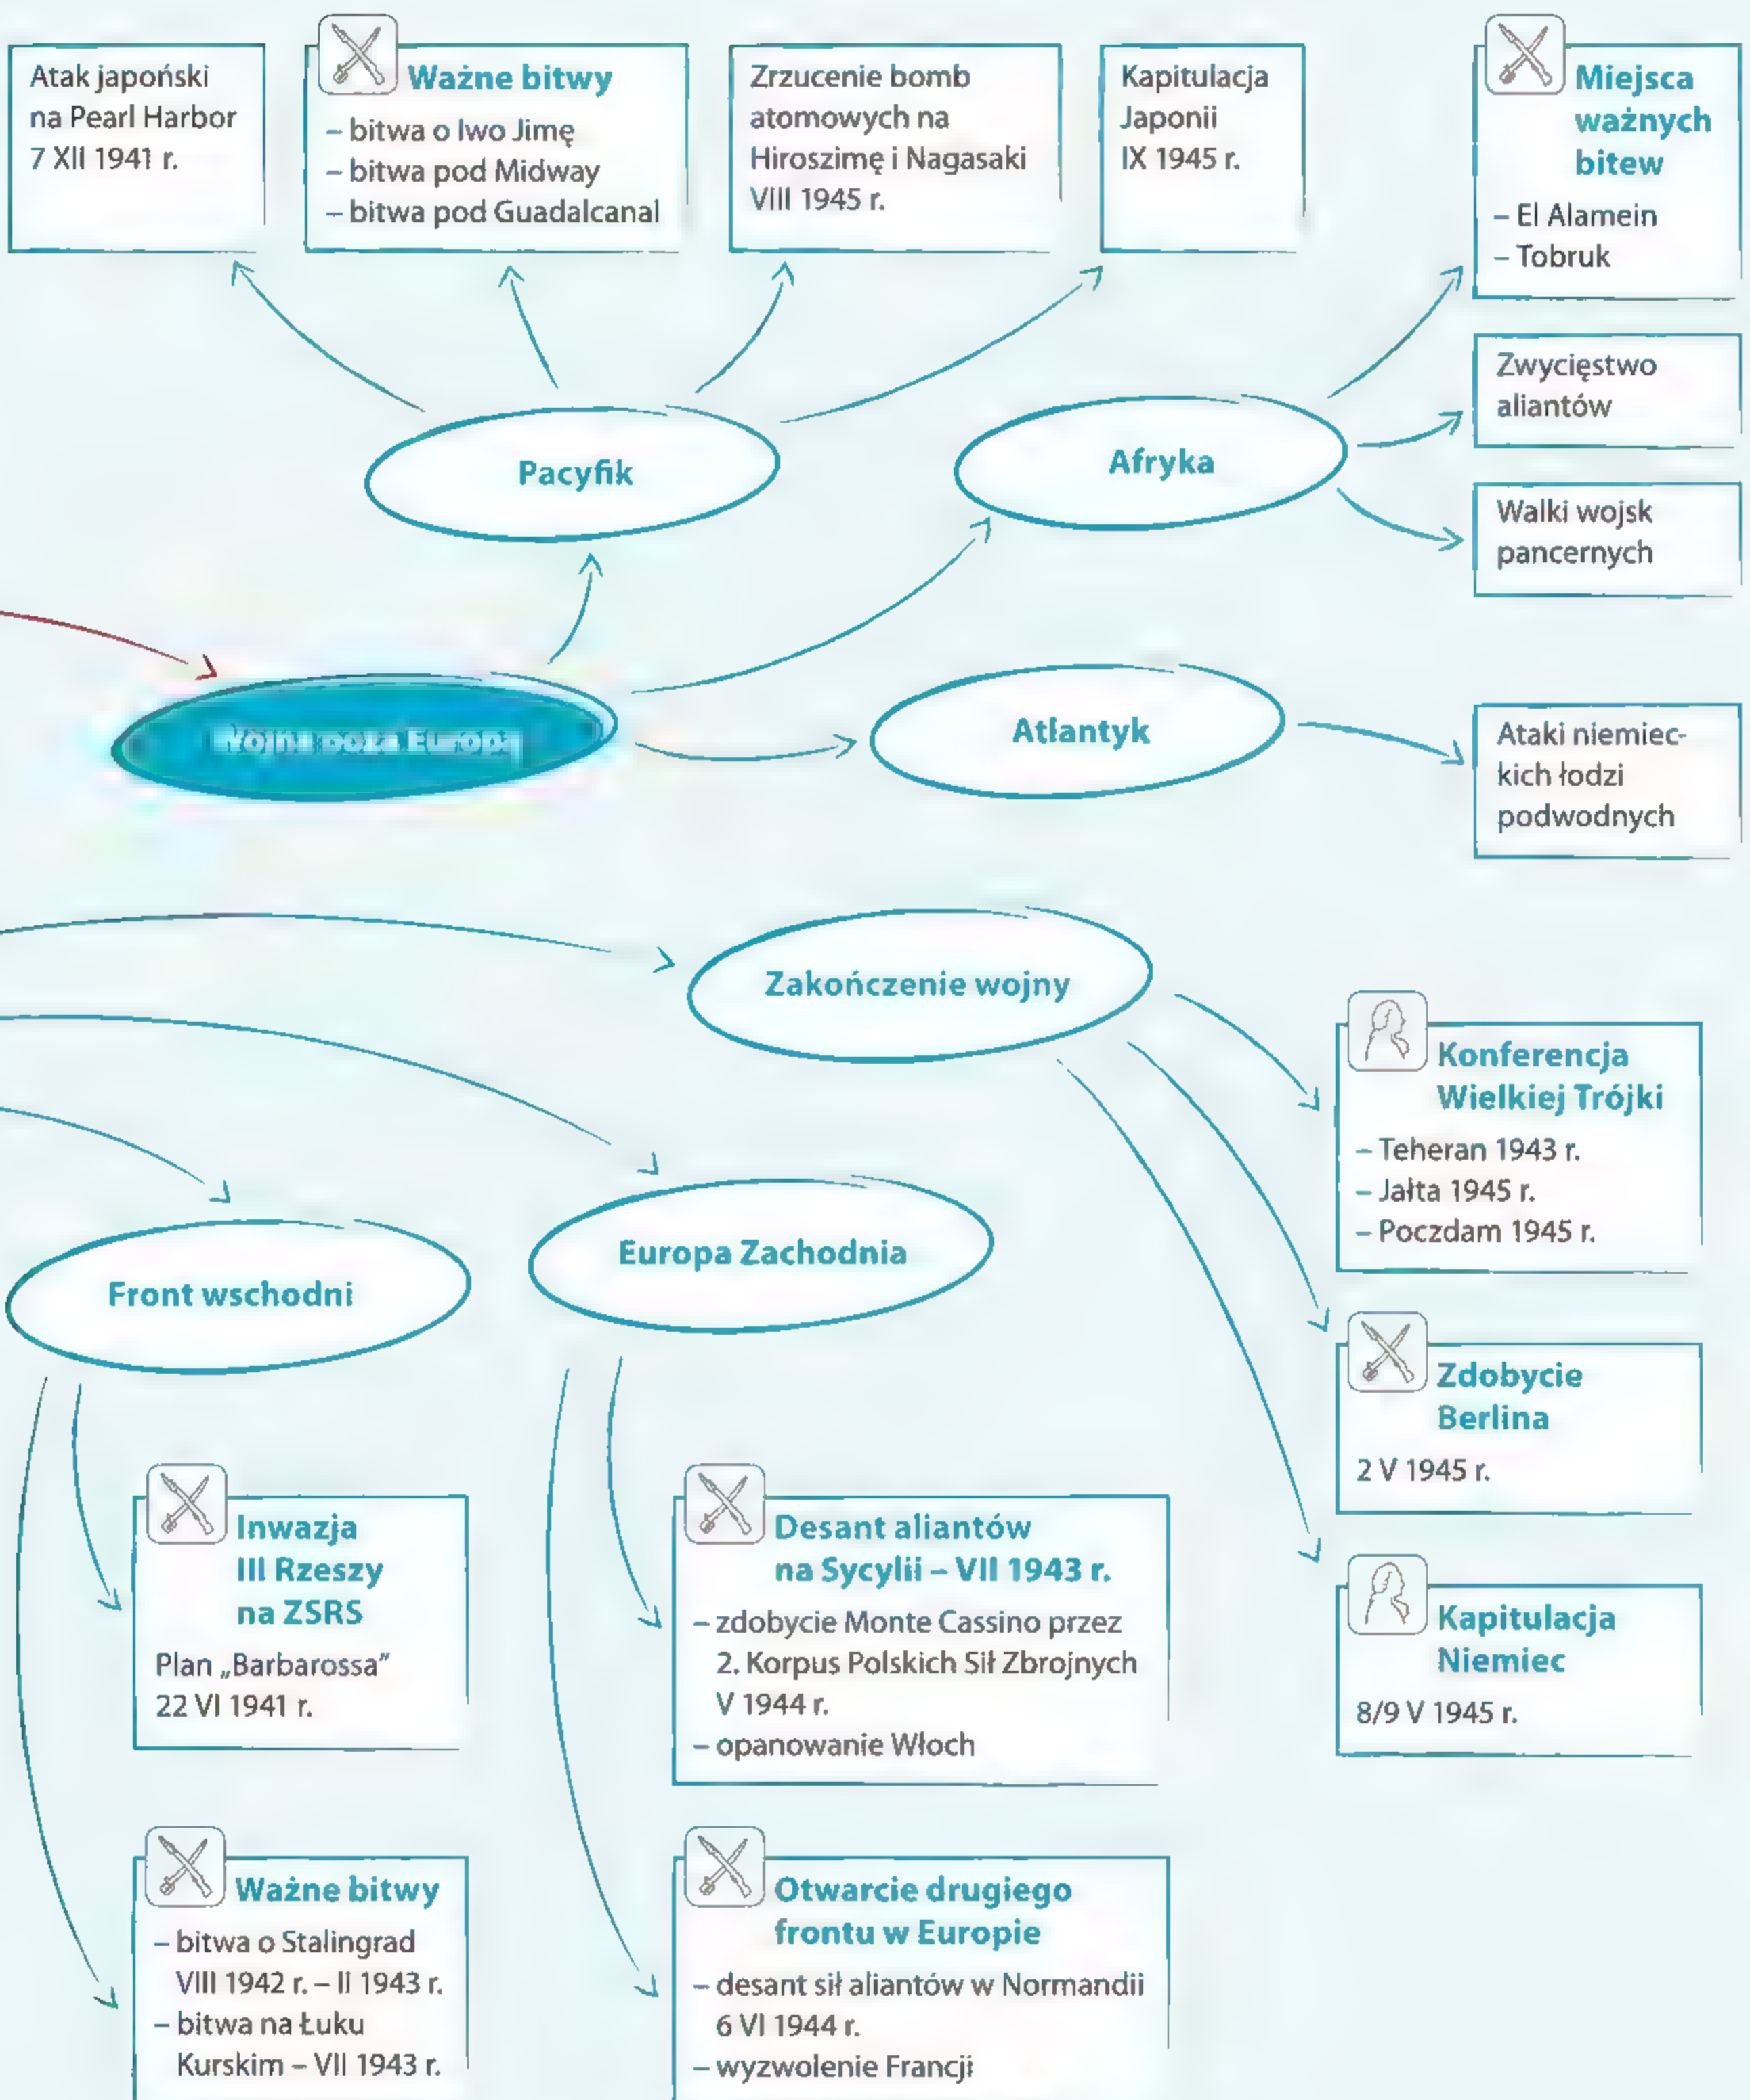 Atak japoński
na Pearl Harbor
7 XII 1941 r.
Ważne bitwy
– bitwa o Iwo Jimę
– bitwa pod Midway
– bitwa pod Guadalcanal
Zrzucenie bomb
atomowych na
Hiroszimę i Nagasaki
VIII 1945 r.
Kapitulacja
Japonii
IX 1945 r.
Miejsca
ważnych
bitew
– El Alamein
– Tobruk
Zwycięstwo
aliantów
Walki wojsk
pancernych
Pacyfik
Afryka
Wojna poza Europą
Atlantyk
Ataki niemiec-
kich łodzi
podwodnych
Zakończenie wojny
Konferencja
Wielkiej Trójki
– Teheran 1943 r.
– Jałta 1945 r.
– Poczdam 1945 r.
Europa Zachodnia
Front wschodni
Zdobycie
Berlina
2 V 1945 r.
Inwazja
III Rzeszy
na ZSRS
Plan „Barbarossa”
22 VI 1941 r.
Desant aliantów
na Sycylii – VII 1943 r.
– zdobycie Monte Cassino przez
2. Korpus Polskich Sił Zbrojnych
V 1944 r.
– opanowanie Włoch
Kapitulacja
Niemiec
8/9 V 1945 r.
Ważne bitwy
– bitwa o Stalingrad
VIII 1942 r. – II 1943 r.
– bitwa na Łuku
Kurskim – VII 1943 r.
Otwarcie drugiego
frontu w Europie
– desant sił aliantów w Normandii
6 VI 1944 r.
– wyzwolenie Francji